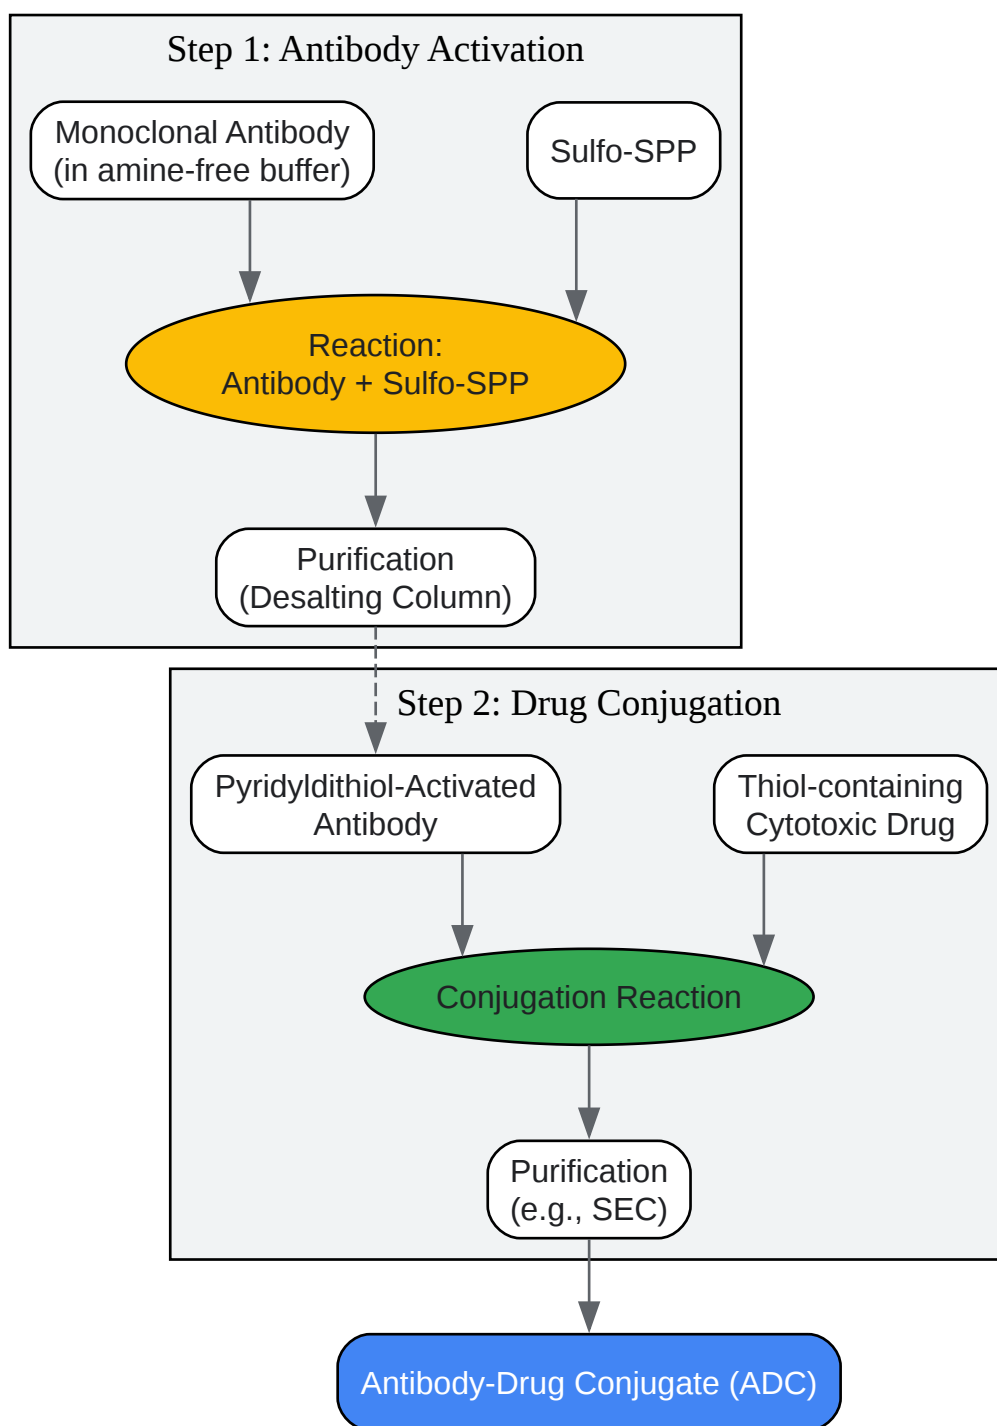 Step 1: Antibody Activation
Monoclonal Antibody
(in amine-free buffer)
Sulfo-SPP
Reaction:
Antibody + Sulfo-SPP
Purification
(Desalting Column)
Step 2: Drug Conjugation
Pyridyldithiol-Activated
Antibody
Thiol-containing
Cytotoxic Drug
Conjugation Reaction
Purification
(e.g., SEC)
Antibody-Drug Conjugate (ADC)